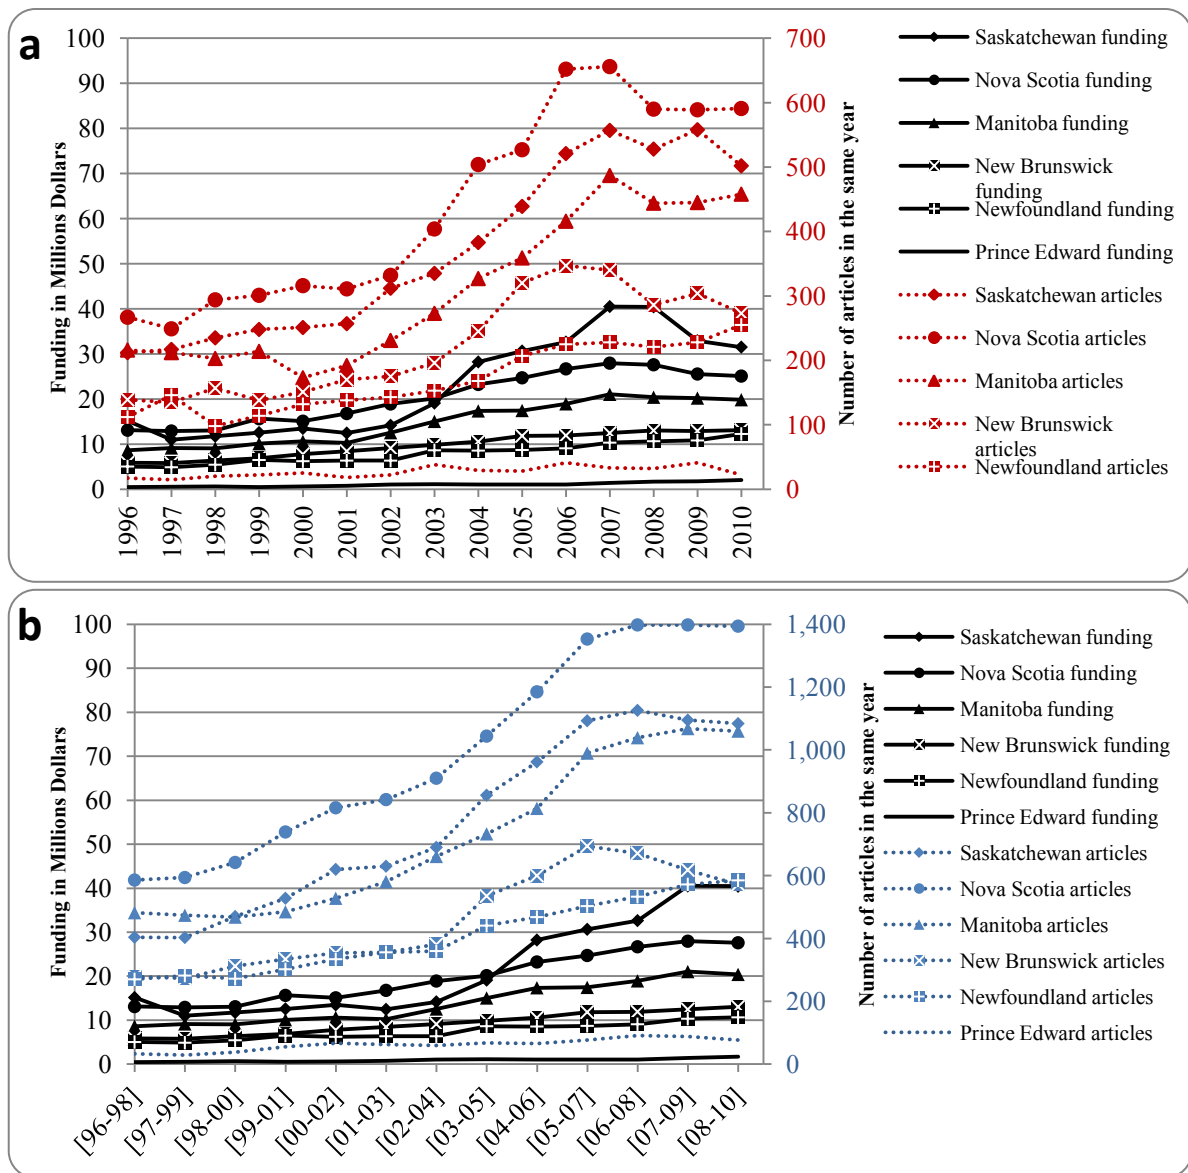 a
100
90
80
70
60
50
40
30
20
10
0
Funding in Millions Dollars
700
600
500
400
300
200
100
0
Number of articles in the same year
1996
1997
1998
1999
2000
2001
2002
2003
2004
2005
2006
2007
2008
2009
2010
Saskatchewan funding
Nova Scotia funding
Manitoba funding
New Brunswick
funding
Newfoundland funding
Prince Edward funding
Saskatchewan articles
Nova Scotia articles
Manitoba articles
New Brunswick
articles
Newfoundland articles
b
100
90
80
70
60
50
40
30
20
10
0
Funding in Millions Dollars
1,400
1,200
1,000
800
600
400
200
0
Number of articles in the same year
[96-98]
[97-99]
[98-00]
[99-01]
[00-02]
[01-03]
[02-04]
[03-05]
[04-06]
[05-07]
[06-08]
[07-09]
[08-10]
Saskatchewan funding
Nova Scotia funding
Manitoba funding
New Brunswick funding
Newfoundland funding
Prince Edward funding
Saskatchewan articles
Nova Scotia articles
Manitoba articles
New Brunswick articles
Newfoundland articles
Prince Edward articles